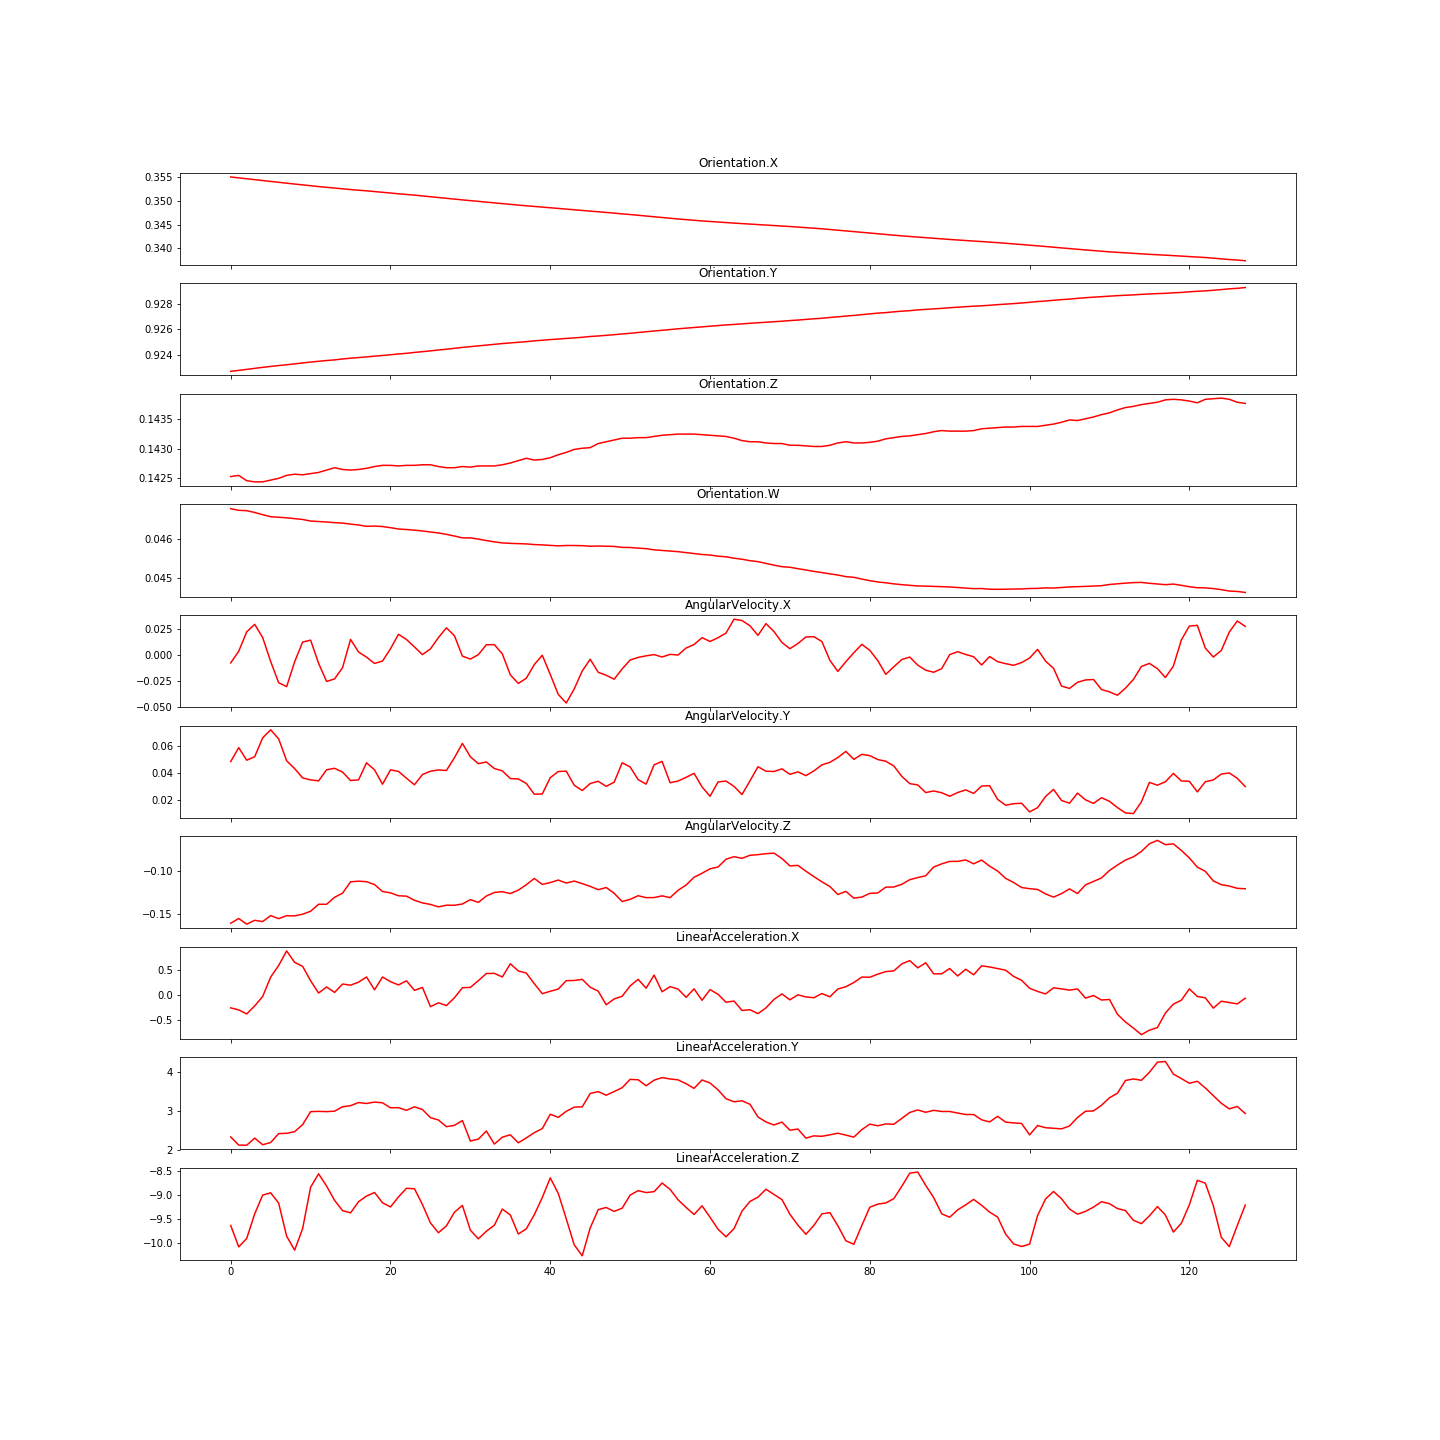 Orientation.X
0.355
0.350
0.345
0.340
Orientation.Y
0.928
0.926
0.924
Orientation.Z
0.1435
0.1430
0.1425
Orientation.W
0.046
0.045
AngularVelocity.X
0.025
0.000
−0.025
−0.050
AngularVelocity.Y
0.06
0.04
0.02
AngularVelocity.Z
−0.10
−0.15
LinearAcceleration.X
0.5
0.0
−0.5
LinearAcceleration.Y
4
3
2
LinearAcceleration.Z
−8.5
−9.0
−9.5
−10.0
0 20 40 60 80 100 120